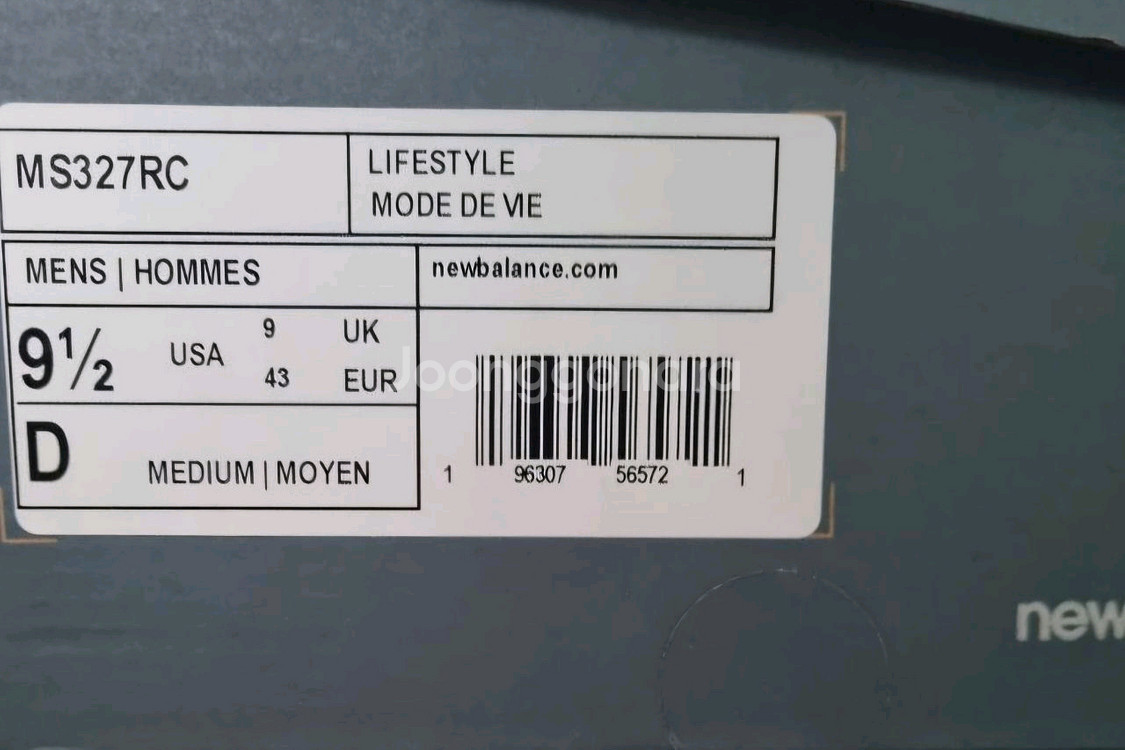 MS327RC
LIFESTYLE
MODE DE VIE
MENS | HOMMES
newbalance.com
9½ USA 9 UK
43 EUR
D MEDIUM | MOYEN
1 96307 56572 1
Joonggonara
new